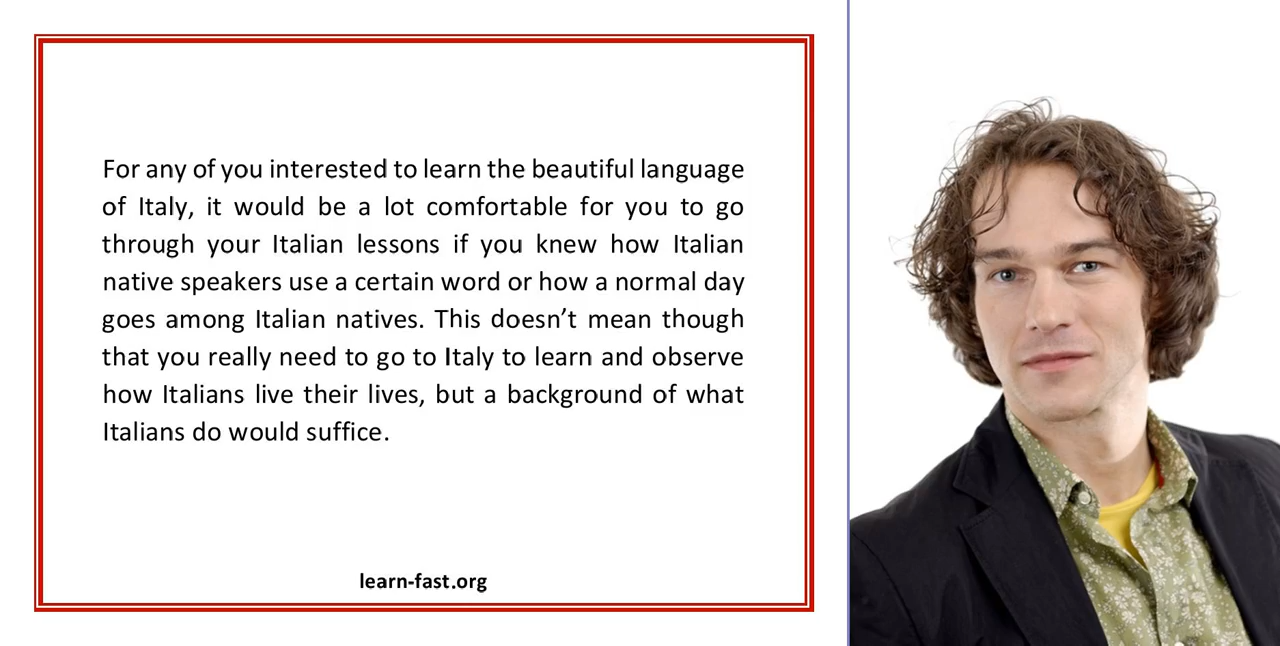 For any of you interested to learn the beautiful language
of Italy, it would be a lot comfortable for you to go
through your Italian lessons if you knew how Italian
native speakers use a certain word or how a normal day
goes among Italian natives. This doesn’t mean though
that you really need to go to Italy to learn and observe
how Italians live their lives, but a background of what
Italians do would suffice.
learn-fast.org